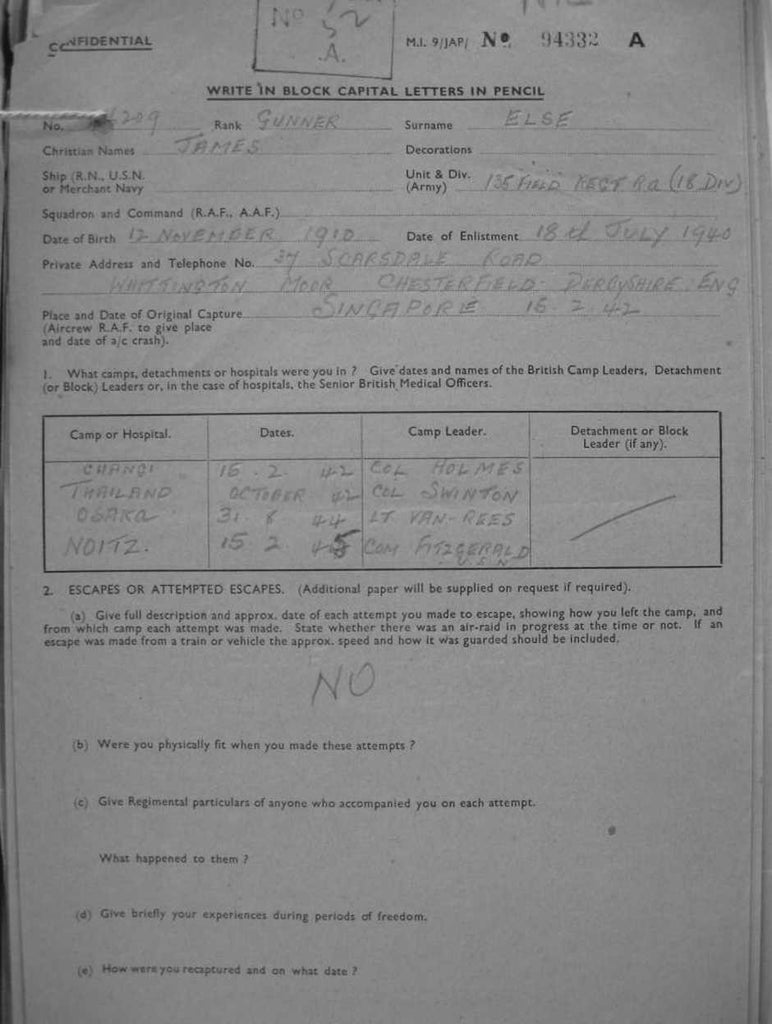 No 52
CONFIDENTIAL M.I. 9/JAP/ No. 94332 A
.A.
WRITE IN BLOCK CAPITAL LETTERS IN PENCIL
No. 209 Rank GUNNER Surname ELSE
Christian Names JAMES Decorations
Ship (R.N., U.S.N. or Merchant Navy
Unit & Div. (Army) 135 FIELD REGT RA (18 DIV)
Squadron and Command (R.A.F., A.A.F.)
Date of Birth 12 NOVEMBER 1910 Date of Enlistment 18th JULY 1940
Private Address and Telephone No. 37 SCARSDALE ROAD
WHITTINGTON MOOR CHESTERFIELD DERBYSHIRE ENG
Place and Date of Original Capture SINGAPORE 15.2.42
(Aircrew R.A.F. to give place
and date of a/c crash).
1. What camps, detachments or hospitals were you in ? Give dates and names of the British Camp Leaders, Detachment
(or Block) Leaders or, in the case of hospitals, the Senior British Medical Officers.
Camp or Hospital. Dates. Camp Leader. Detachment or Block Leader (if any).
CHANGI 15.2.42 COL HOLMES
THAILAND OCTOBER 42 COL SWINTON
OSAKA 31.8.44 LT VAN-REES
NOITZ. 15.2.45 COM FITZGERALD
U.S.N
2. ESCAPES OR ATTEMPTED ESCAPES. (Additional paper will be supplied on request if required).
(a) Give full description and approx. date of each attempt you made to escape, showing how you left the camp, and
from which camp each attempt was made. State whether there was an air-raid in progress at the time or not. If an
escape was made from a train or vehicle the approx. speed and how it was guarded should be included.
NO
(b) Were you physically fit when you made these attempts ?
(c) Give Regimental particulars of anyone who accompanied you on each attempt.
What happened to them ?
(d) Give briefly your experiences during periods of freedom.
(e) How were you recaptured and on what date ?